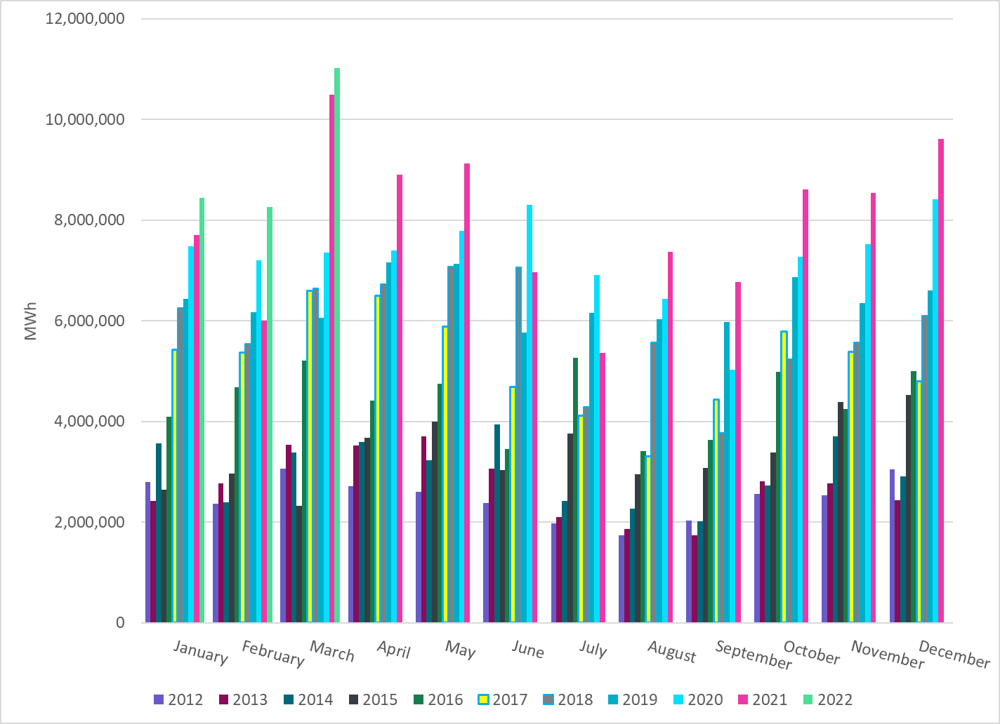 12,000,000
10,000,000
8,000,000
6,000,000
4,000,000
2,000,000
0
MWh
January February March April May June July August September October November December
2012 2013 2014 2015 2016 2017 2018 2019 2020 2021 2022